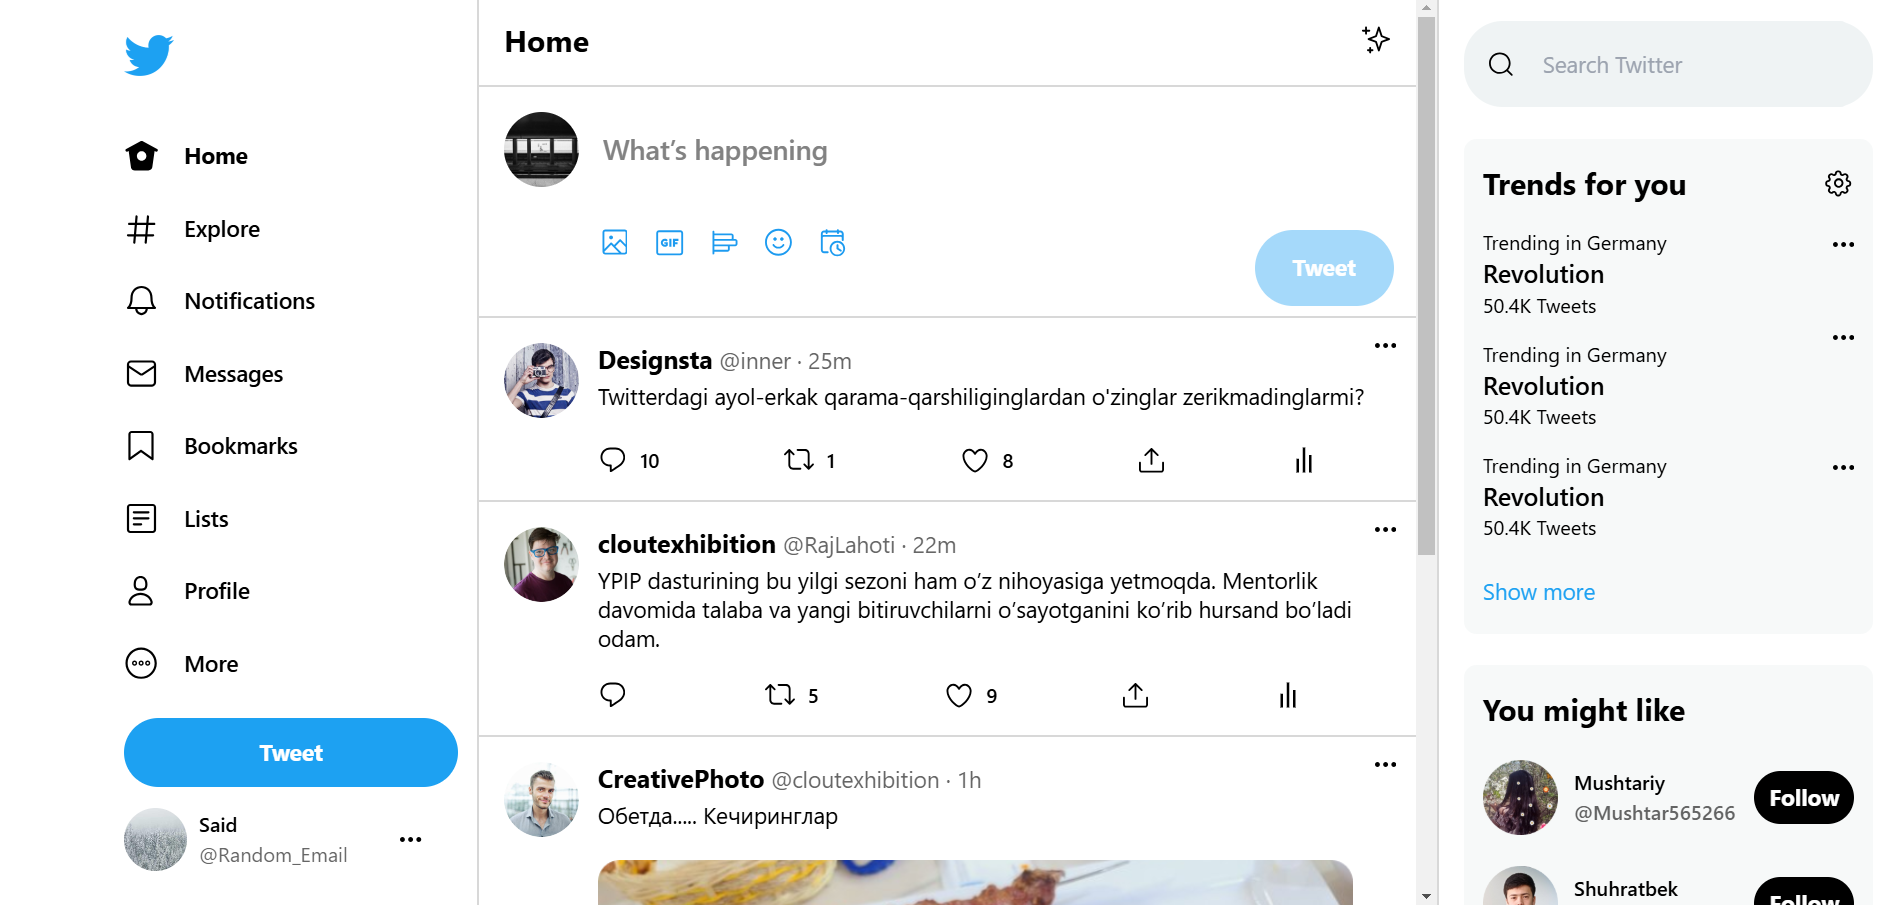 Home
Explore
Notifications
Messages
Bookmarks
Lists
Profile
More
Tweet
Said
@Random_Email
Home
What’s happening
GIF
Tweet
Designsta @inner · 25m
Twitterdagi ayol-erkak qarama-qarshiliginglardan o'zinglar zerikmadinglarmi?
10 1 8
cloutexhibition @RajLahoti · 22m
YPIP dasturining bu yilgi sezoni ham o’z nihoyasiga yetmoqda. Mentorlik
davomida talaba va yangi bitiruvchilarni o’sayotganini ko’rib hursand bo’ladi
odam.
5 9
CreativePhoto @cloutexhibition · 1h
Обетда..... Кечиринглар
Search Twitter
Trends for you
Trending in Germany
Revolution
50.4K Tweets
Trending in Germany
Revolution
50.4K Tweets
Trending in Germany
Revolution
50.4K Tweets
Show more
You might like
Mushtariy
@Mushtar565266
Follow
Shuhratbek
Follow